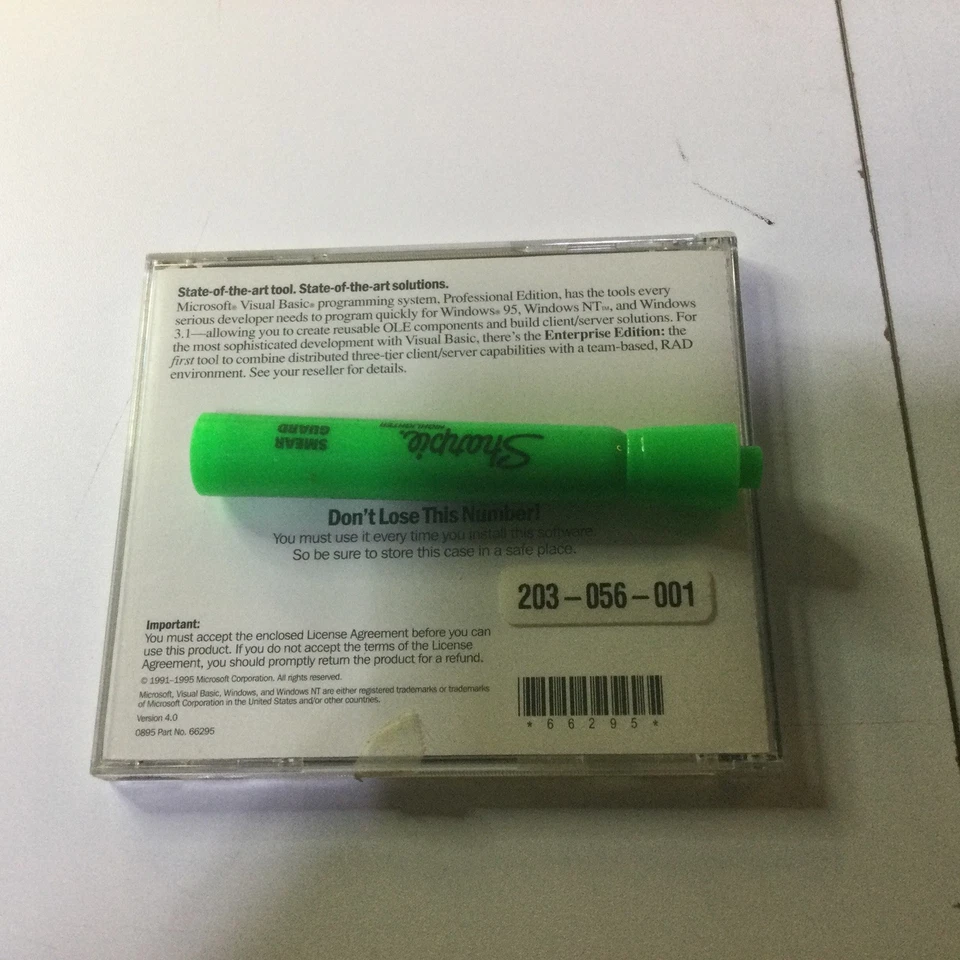 State-of-the-art tool. State-of-the-art solutions.
Microsoft® Visual Basic® programming system, Professional Edition, has the tools every
serious developer needs to program quickly for Windows® 95, Windows NT™, and Windows
3.1—allowing you to create reusable OLE components and build client/server solutions. For
the most sophisticated development with Visual Basic, there's the Enterprise Edition: the
first tool to combine distributed three-tier client/server capabilities with a team-based, RAD
environment. See your reseller for details.
Sharpie®
HIGHLIGHTER
SMEAR
GUARD
Don't Lose This Number!
You must use it every time you install this software.
So be sure to store this case in a safe place.
203–056–001
Important:
You must accept the enclosed License Agreement before you can
use this product. If you do not accept the terms of the License
Agreement, you should promptly return the product for a refund.
© 1991–1995 Microsoft Corporation. All rights reserved.
Microsoft, Visual Basic, Windows, and Windows NT are either registered trademarks or trademarks
of Microsoft Corporation in the United States and/or other countries.
Version 4.0
0895 Part No. 66295
* 6 6 2 9 5 *